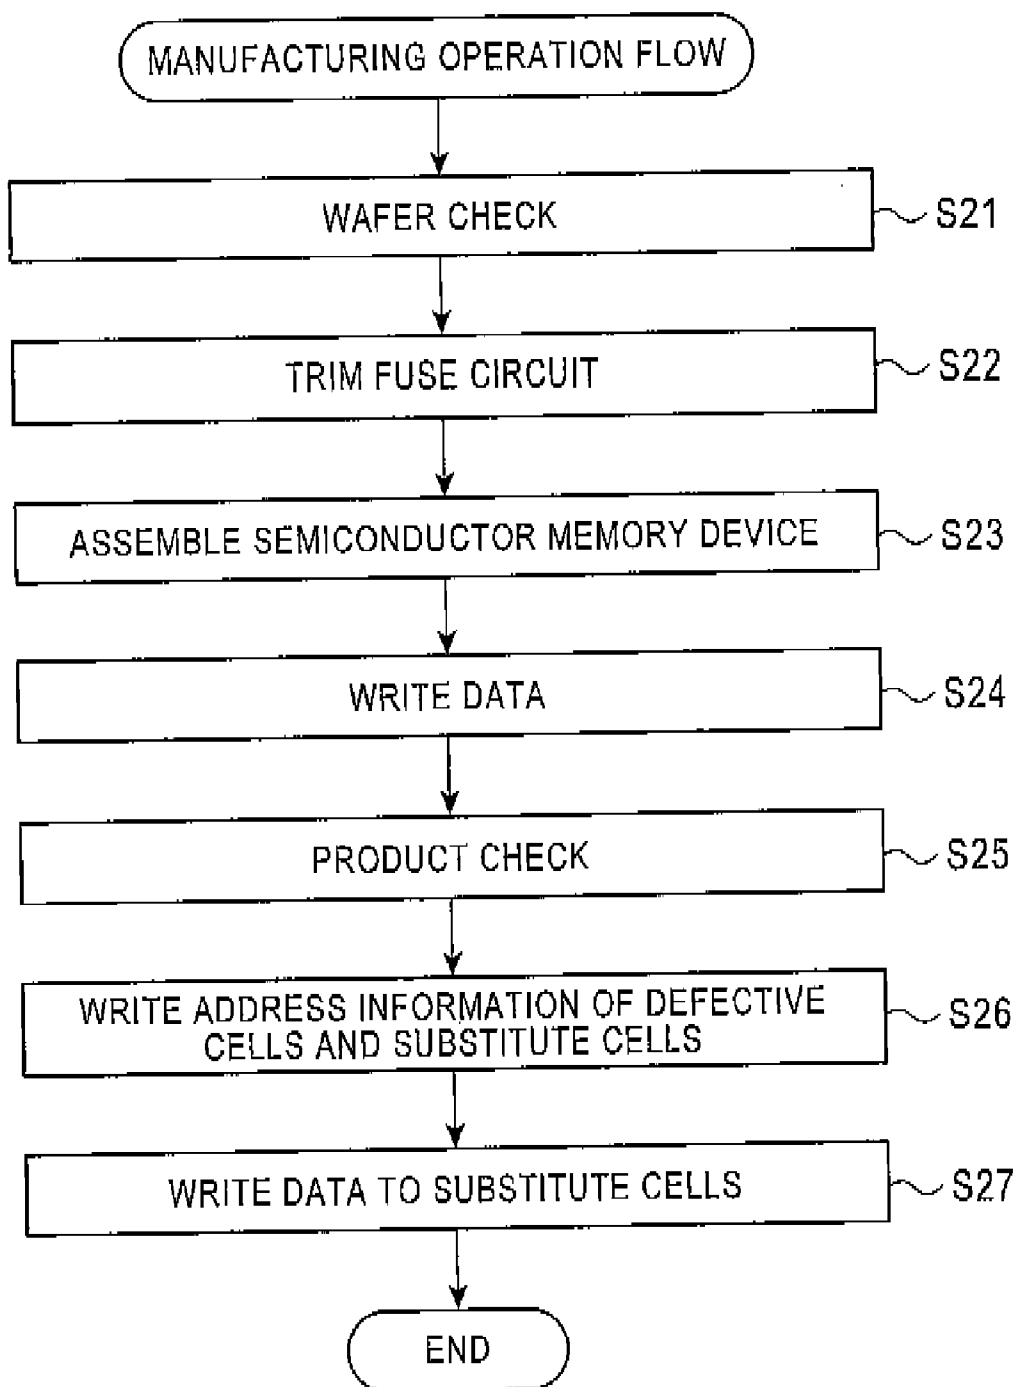 MANUFACTURING OPERATION FLOW
WAFER CHECK
S21
TRIM FUSE CIRCUIT
S22
ASSEMBLE SEMICONDUCTOR MEMORY DEVICE
S23
WRITE DATA
S24
PRODUCT CHECK
S25
WRITE ADDRESS INFORMATION OF DEFECTIVE
CELLS AND SUBSTITUTE CELLS
S26
WRITE DATA TO SUBSTITUTE CELLS
S27
END